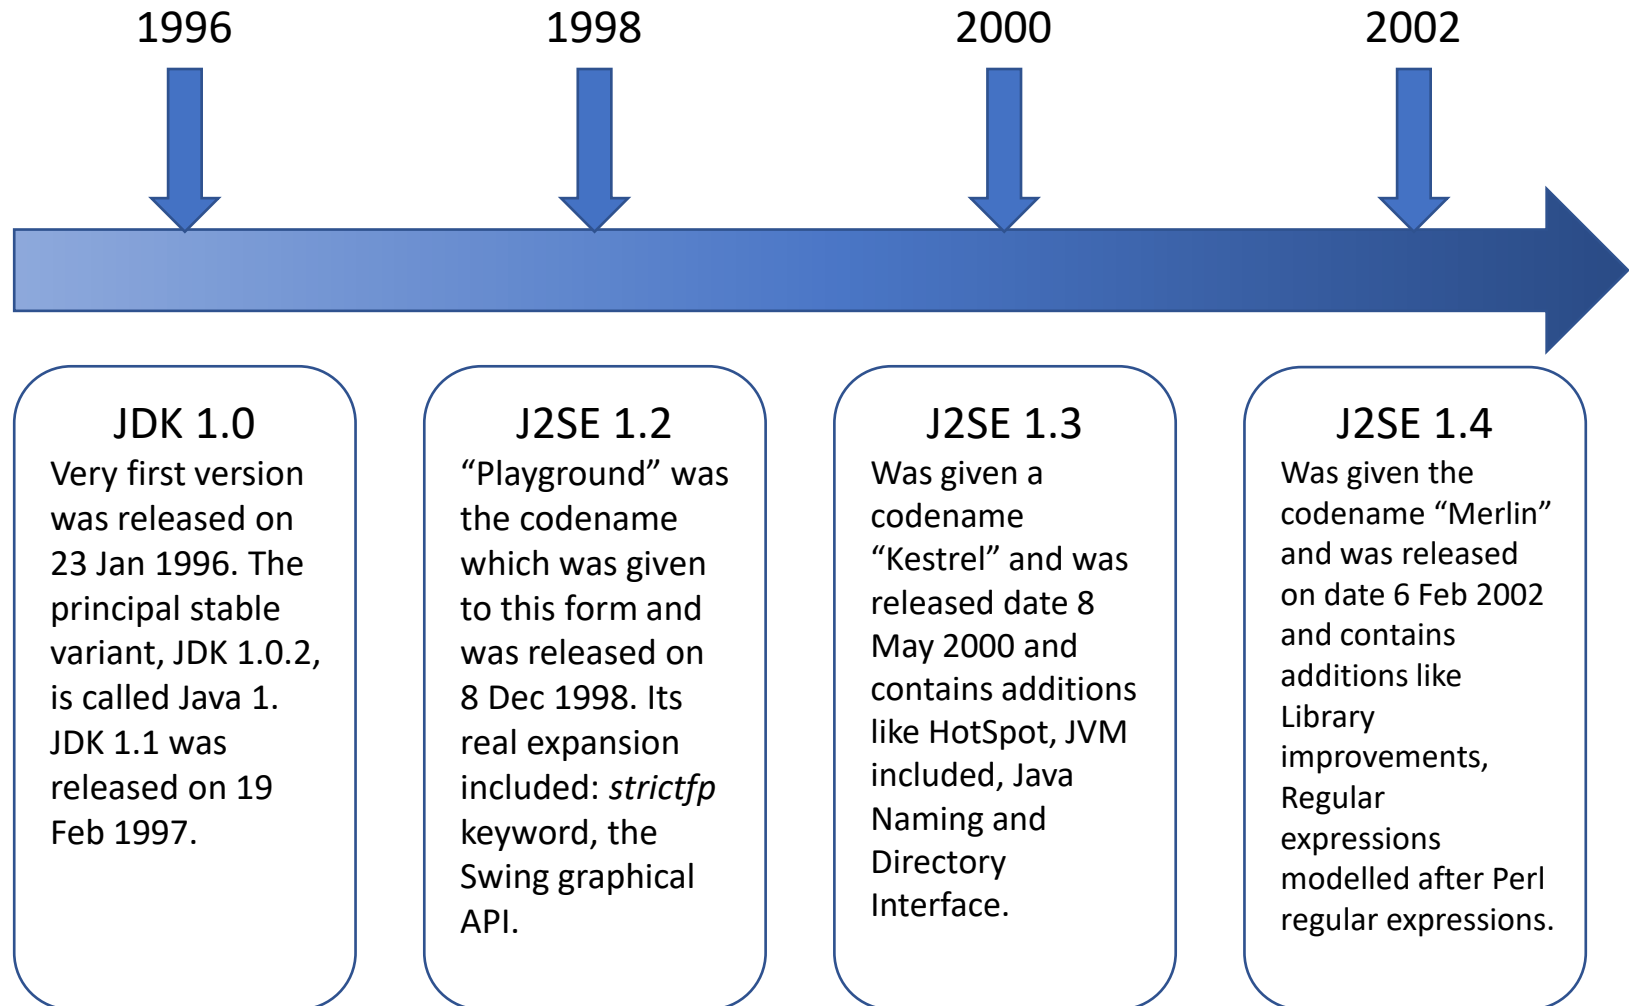 1996
1998
2000
2002
JDK 1.0
Very first version
was released on
23 Jan 1996. The
principal stable
variant, JDK 1.0.2,
is called Java 1.
JDK 1.1 was
released on 19
Feb 1997.
J2SE 1.2
“Playground” was
the codename
which was given
to this form and
was released on
8 Dec 1998. Its
real expansion
included: strictfp
keyword, the
Swing graphical
API.
J2SE 1.3
Was given a
codename
“Kestrel” and was
released date 8
May 2000 and
contains additions
like HotSpot, JVM
included, Java
Naming and
Directory
Interface.
J2SE 1.4
Was given the
codename “Merlin”
and was released
on date 6 Feb 2002
and contains
additions like
Library
improvements,
Regular
expressions
modelled after Perl
regular expressions.